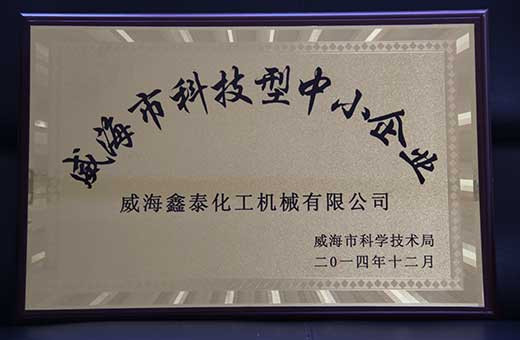 威海市科技型中小企业
威海鑫泰化工机械有限公司
威海市科学技术局
二0一四年十二月